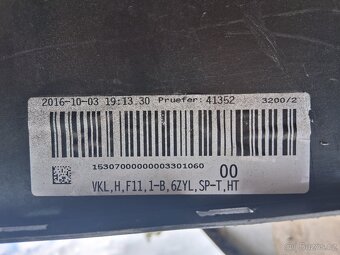 2016-10-03 19:13.30 Pruefer: 41352 3200/2
15307000000003301060 00
VKL,H,F11,1-B,6ZYL,SP-T,HT